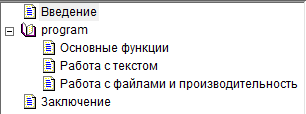 Введение
program
Основные функции
Работа с текстом
Работа с файлами и производительность
Заключение